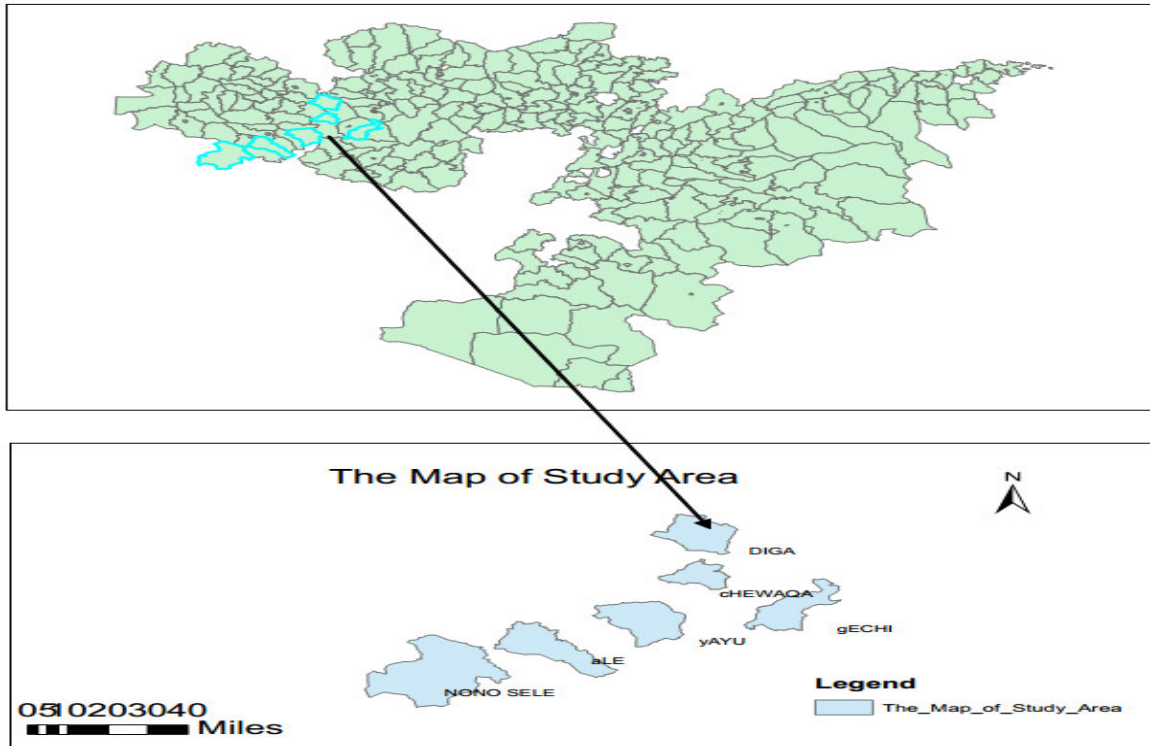 The Map of Study Area
N
DIGA
cHEWAQA
gECHI
yAYU
aLE
NONO SELE
Legend
The_Map_of_Study_Area
0510203040
Miles